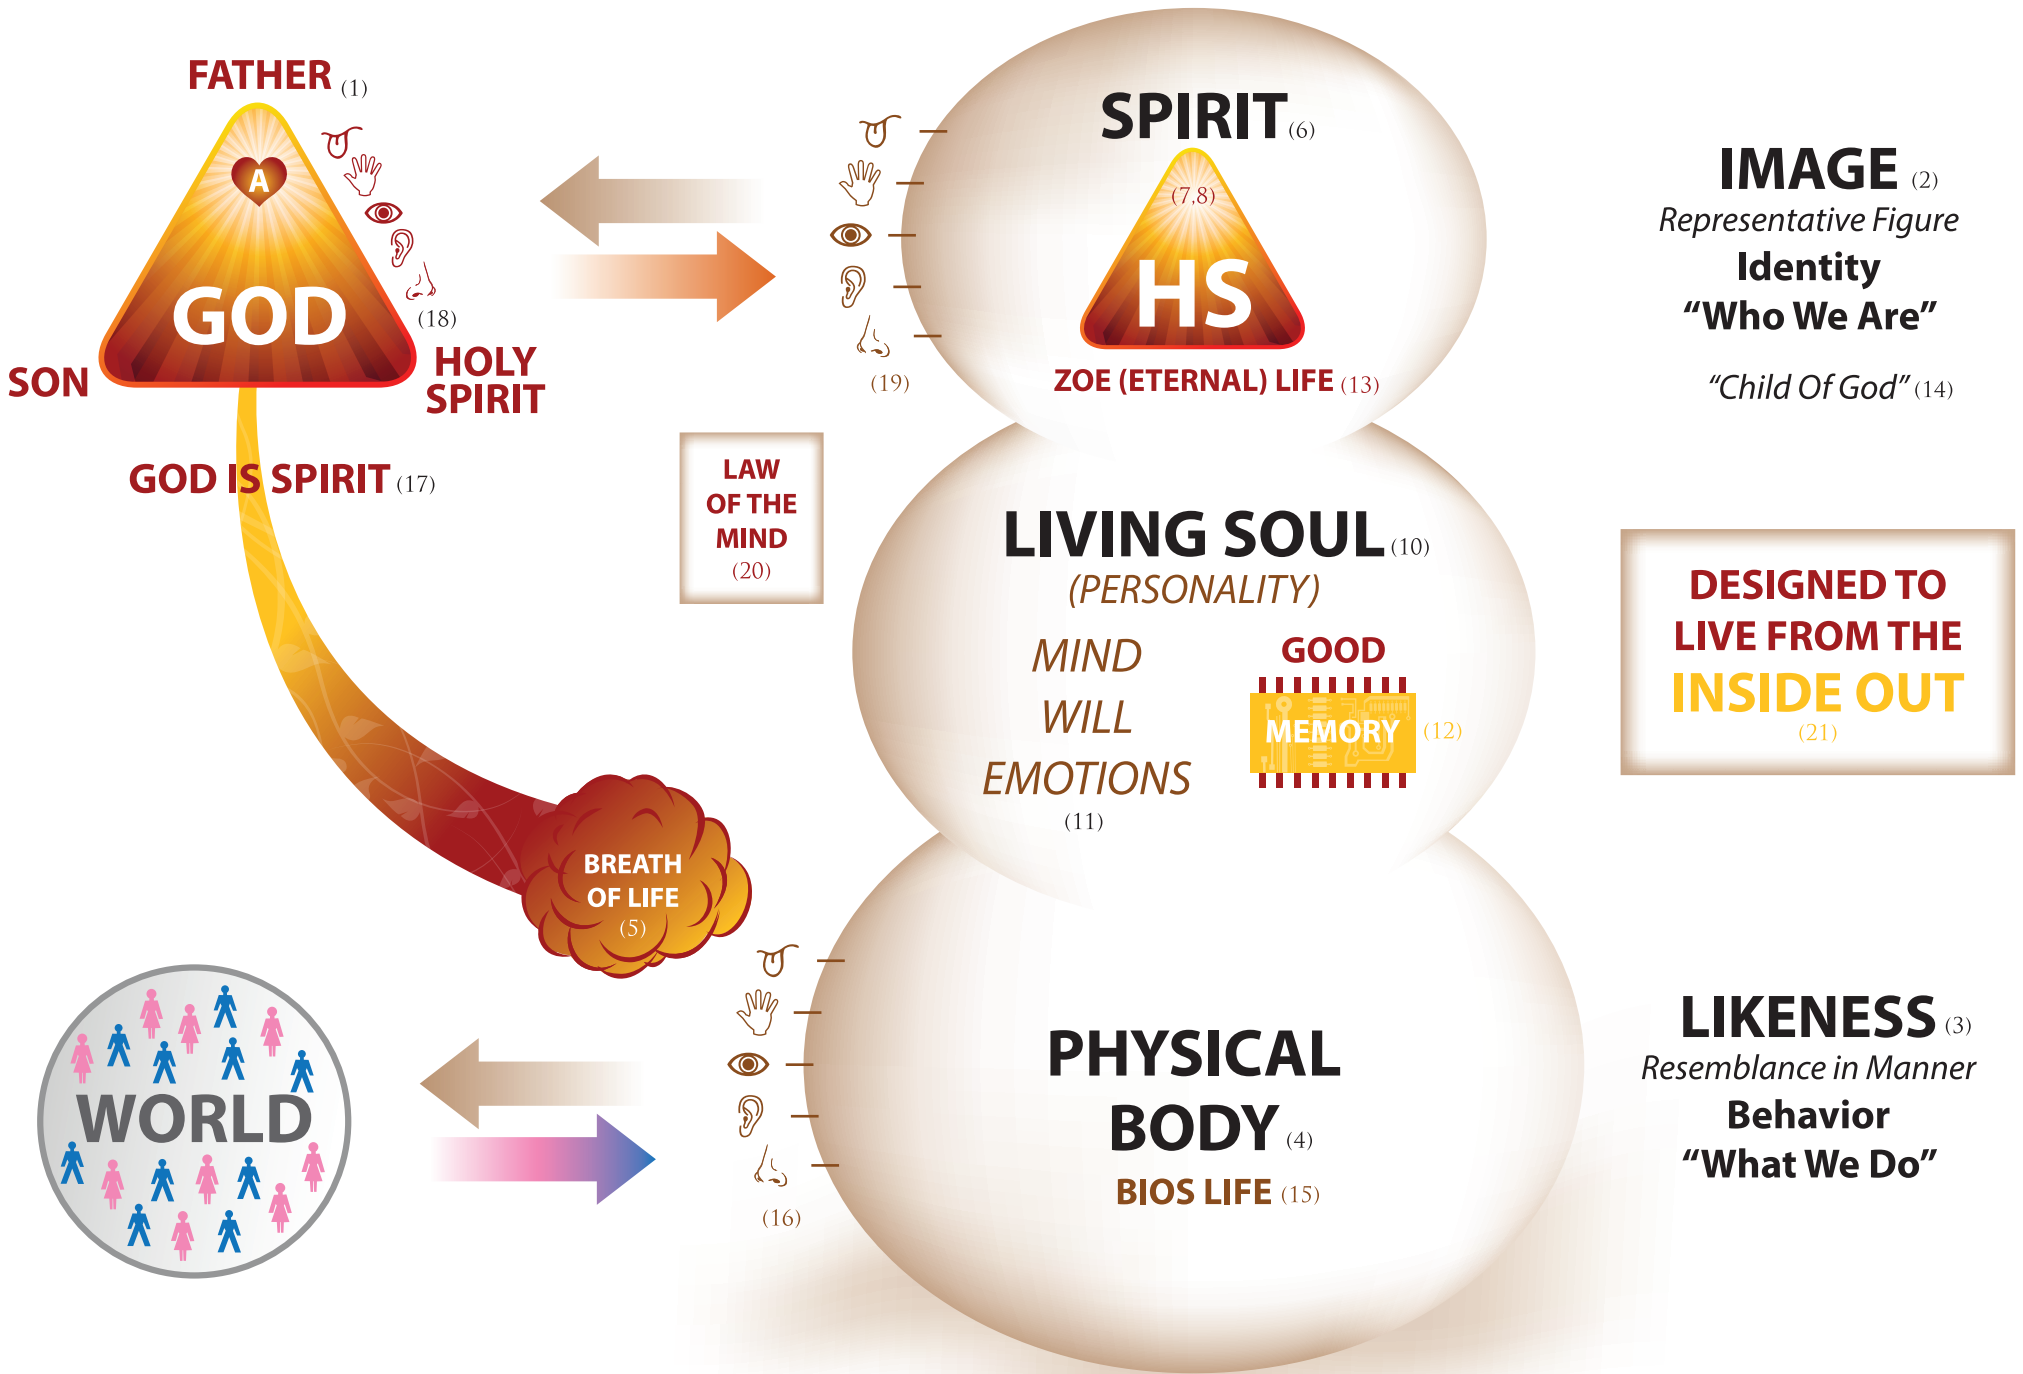 FATHER (1)
A
GOD
(18)
SON
HOLY
SPIRIT
GOD IS SPIRIT (17)
BREATH
OF LIFE
(5)
WORLD
SPIRIT (6)
(7,8)
HS
ZOE (ETERNAL) LIFE (13)
(19)
LAW
OF THE
MIND
(20)
LIVING SOUL (10)
(PERSONALITY)
MIND
WILL
EMOTIONS
(11)
GOOD
MEMORY (12)
PHYSICAL
BODY (4)
BIOS LIFE (15)
(16)
IMAGE (2)
Representative Figure
Identity
“Who We Are”
“Child Of God” (14)
DESIGNED TO
LIVE FROM THE
INSIDE OUT
(21)
LIKENESS (3)
Resemblance in Manner
Behavior
“What We Do”